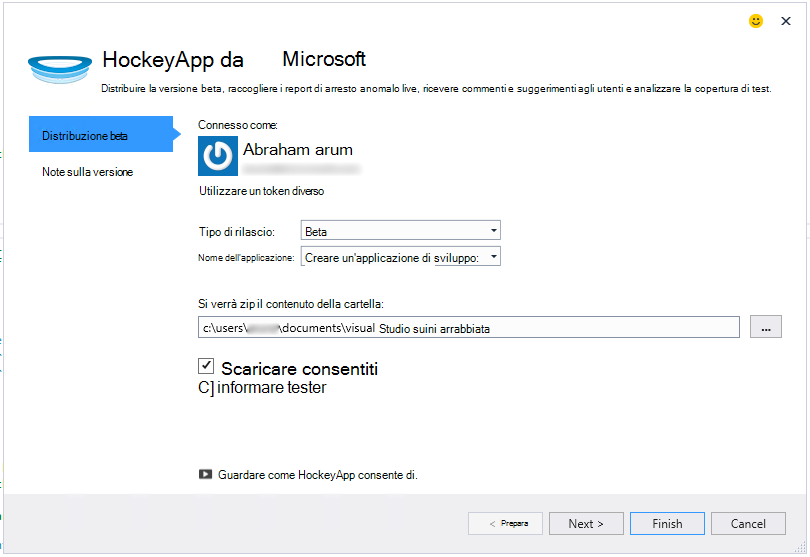 HockeyApp da Microsoft
Distribuire la versione beta, raccogliere i report di arresto anomalo live, ricevere commenti e suggerimenti agli utenti e analizzare la copertura di test.
Distribuzione beta
Note sulla versione
Connesso come:
Abraham arum
Utilizzare un token diverso
Tipo di rilascio:
Beta
Nome dell'applicazione:
Creare un'applicazione di sviluppo:
Si verrà zip il contenuto della cartella:
c:\users\ \documents\visual Studio suini arrabbiata
...
Scaricare consentiti
C] informare tester
Guardare come HockeyApp consente di.
< Prepara
Next >
Finish
Cancel